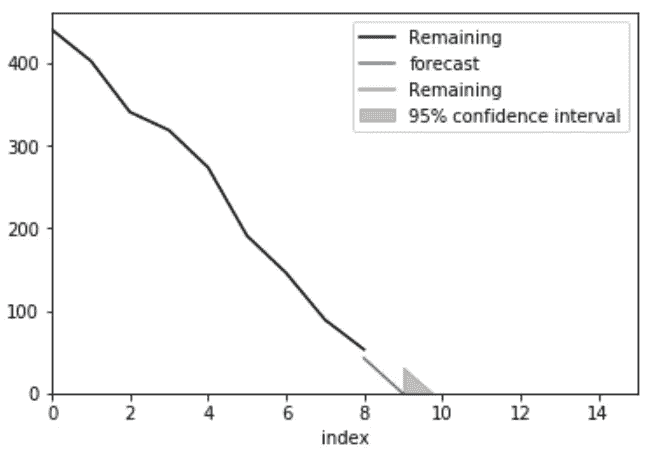 Remaining
forecast
Remaining
95% confidence interval
400
300
200
100
0
0 2 4 6 8 10 12 14
index